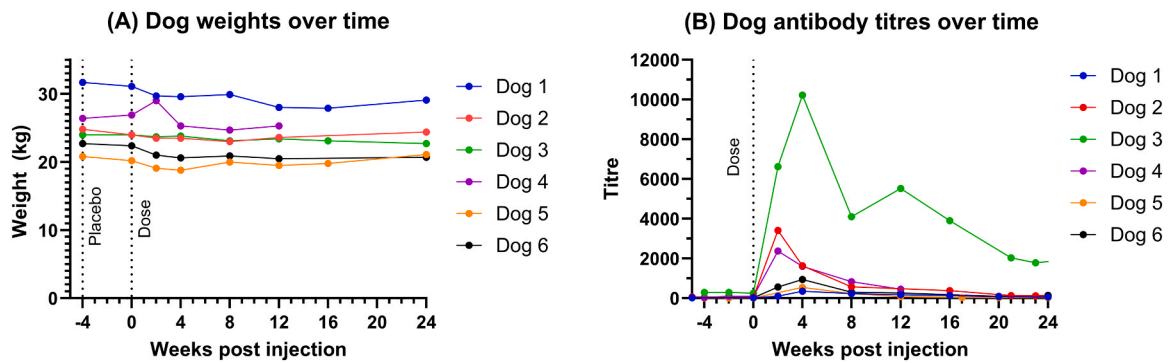 (A) Dog weights over time
Weight (kg)
30
20
10
0
Placebo
Dose
-4 0 4 8 12 16 20 24
Weeks post injection
Dog 1
Dog 2
Dog 3
Dog 4
Dog 5
Dog 6
(B) Dog antibody titres over time
Titre
12000
10000
8000
6000
4000
2000
0
Dose
-4 0 4 8 12 16 20 24
Weeks post injection
Dog 1
Dog 2
Dog 3
Dog 4
Dog 5
Dog 6